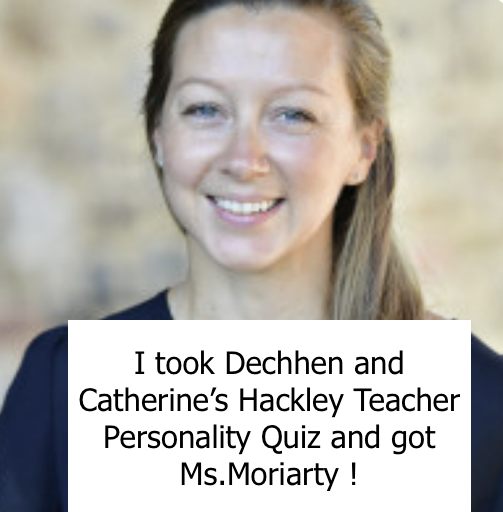 I took Dechhen and
Catherine’s Hackley Teacher
Personality Quiz and got
Ms.Moriarty !